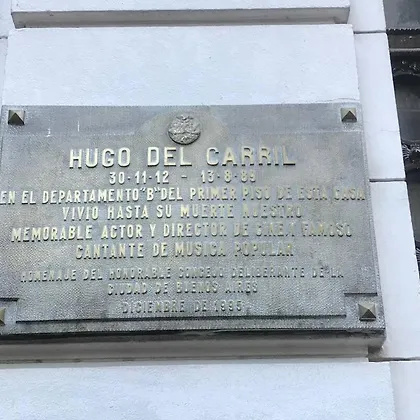 HUGO DEL CARRIL
30-11-12 - 13-8-89
EN EL DEPARTAMENTO "B" DEL PRIMER PISO DE ESTA CASA
VIVIO HASTA SU MUERTE NUESTRO
MEMORABLE ACTOR Y DIRECTOR DE CINE Y FAMOSO
CANTANTE DE MUSICA POPULAR
HOMENAJE DEL HONORABLE CONCEJO DELIBERANTE DE LA
CIUDAD DE BUENOS AIRES
DICIEMBRE DE 1995